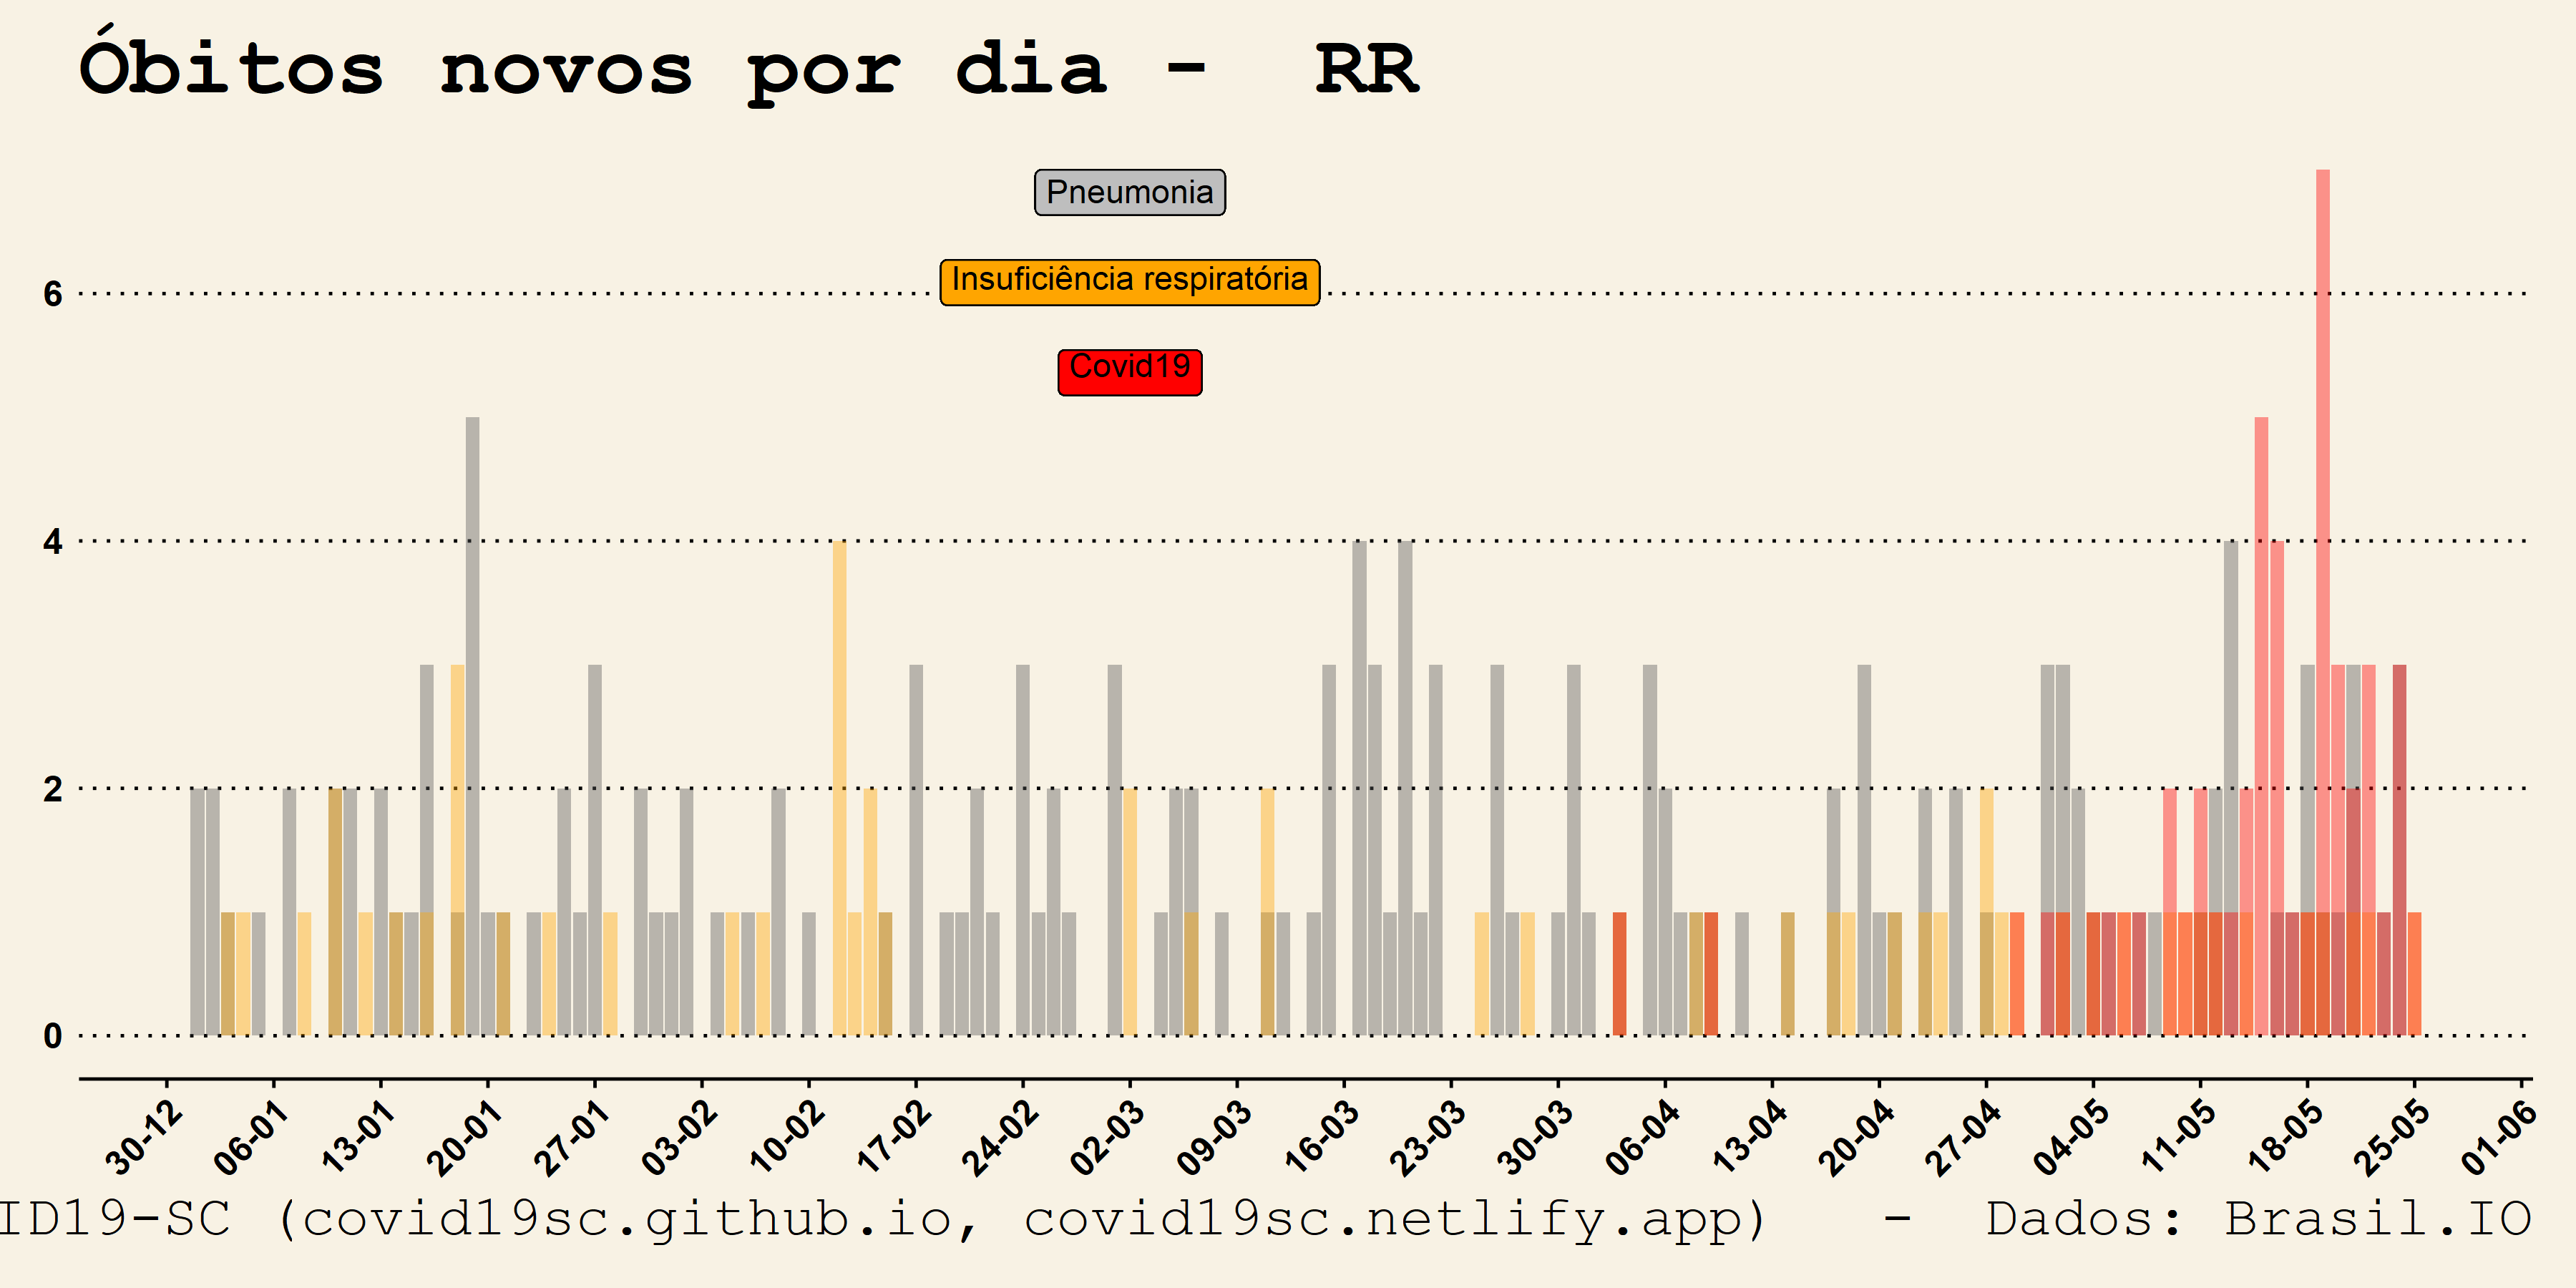 Óbitos novos por dia - RR
Pneumonia
Insuficiência respiratória
Covid19
6
4
2
0
30-12 06-01 13-01 20-01 27-01 03-02 10-02 17-02 24-02 02-03 09-03 16-03 23-03 30-03 06-04 13-04 20-04 27-04 04-05 11-05 18-05 25-05 01-06
ID19-SC (covid19sc.github.io, covid19sc.netlify.app) - Dados: Brasil.IO